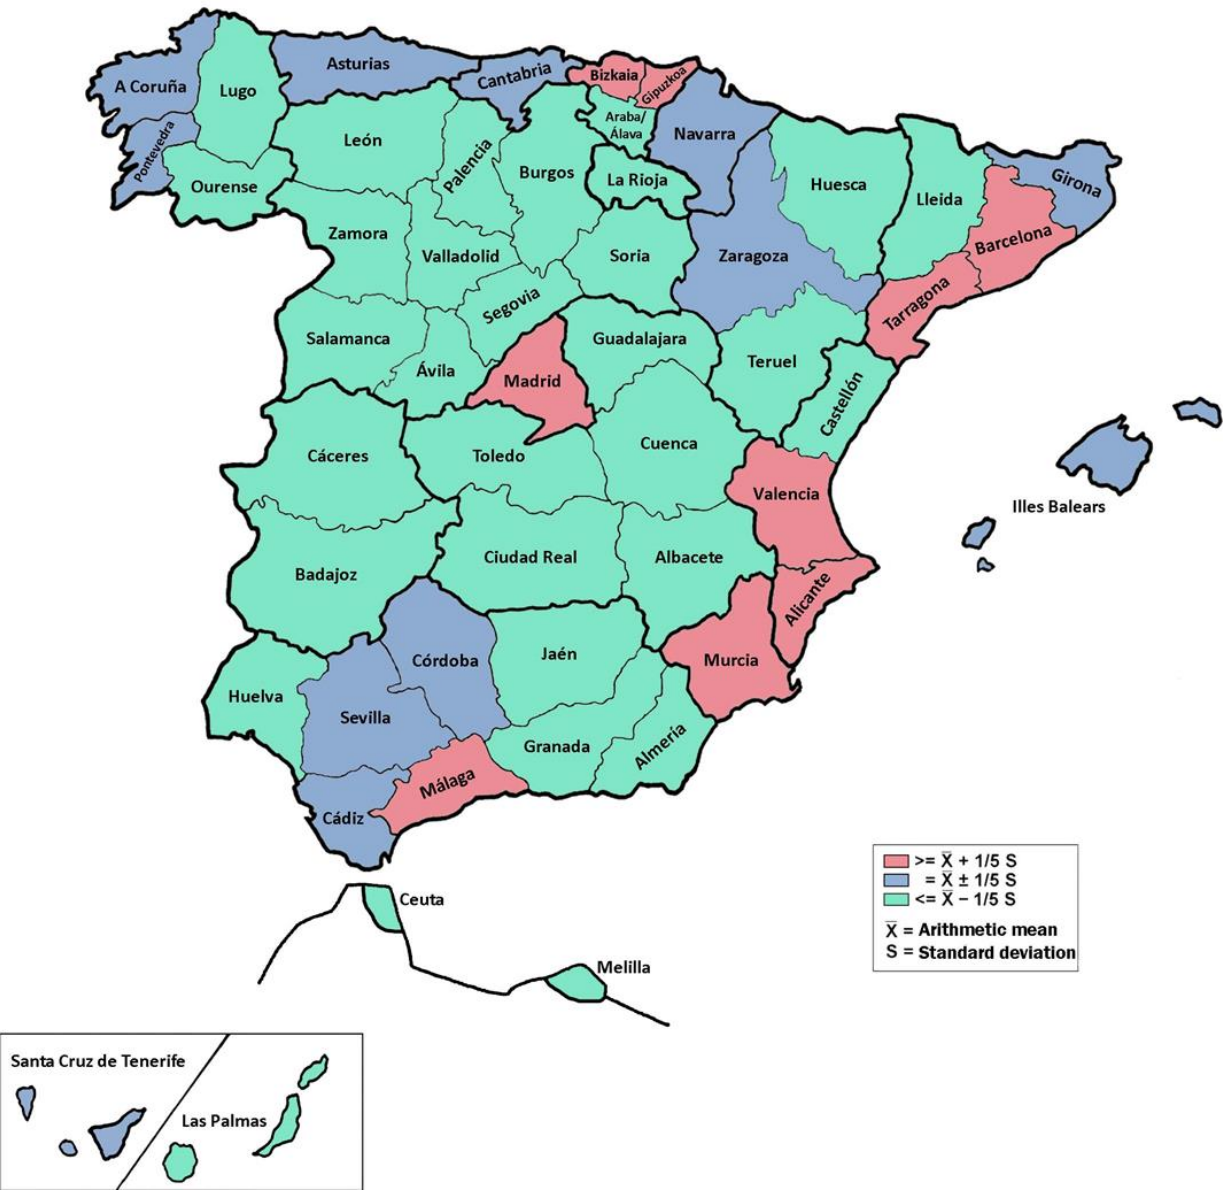 Asturias
Cantabria
Bizkaia
Gipuzkoa
A Coruña
Lugo
Araba/
Álava
Navarra
León
Pontevedra
Palencia
Burgos
La Rioja
Huesca
Girona
Ourense
Lleida
Zamora
Valladolid
Soria
Zaragoza
Barcelona
Segovia
Tarragona
Salamanca
Guadalajara
Ávila
Madrid
Teruel
Castellón
Cáceres
Toledo
Cuenca
Valencia
Illes Balears
Badajoz
Ciudad Real
Albacete
Alicante
Huelva
Córdoba
Jaén
Murcia
Sevilla
Granada
Almería
Málaga
Cádiz
>= X̅ + 1/5 S
= X̅ ± 1/5 S
<= X̅ − 1/5 S
X̅ = Arithmetic mean
S = Standard deviation
Ceuta
Melilla
Santa Cruz de Tenerife
Las Palmas